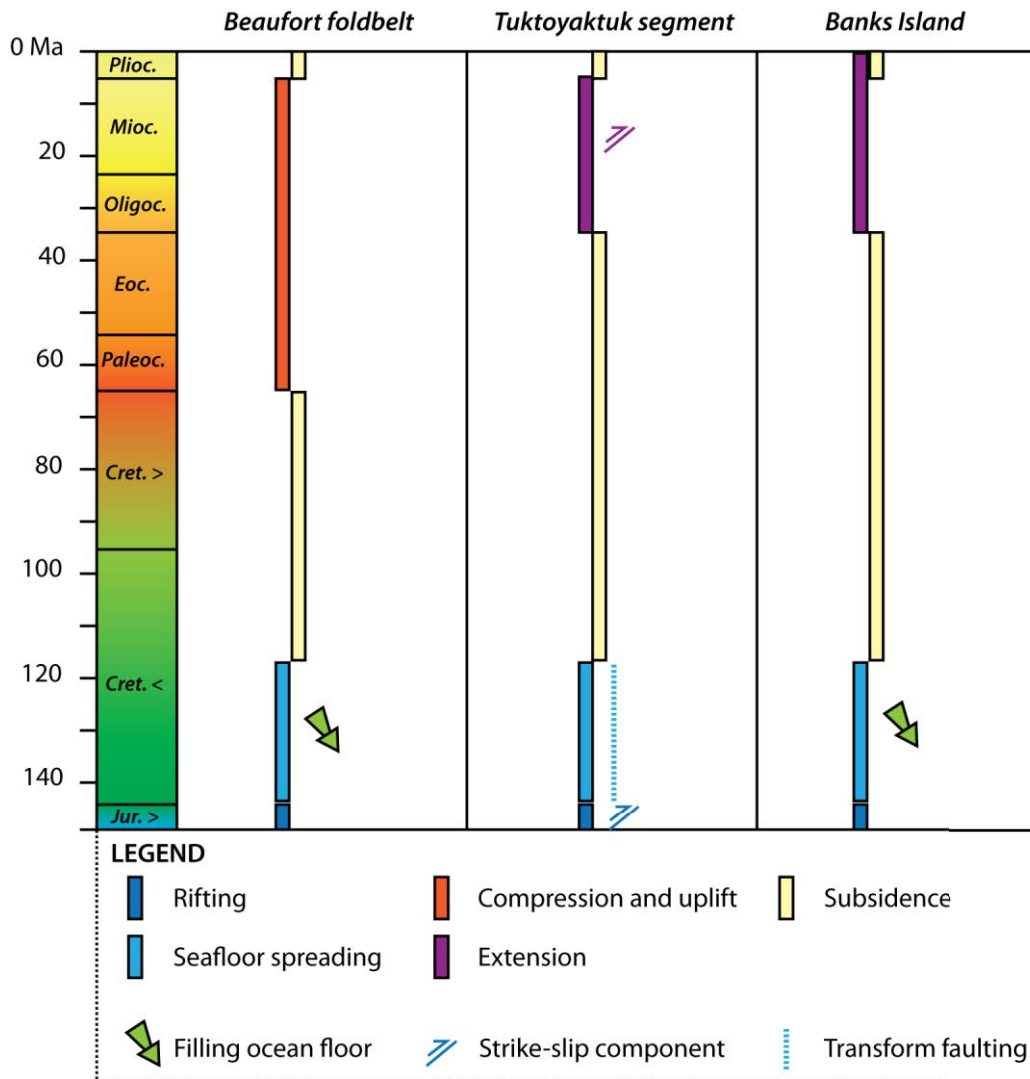 Beaufort foldbelt Tuktoyaktuk segment Banks Island
0 Ma
Plioc.
Mioc.
20
Oligoc.
40
Eoc.
60
Paleoc.
80
Cret. >
100
120
Cret. <
140
Jur. >
LEGEND
Rifting Compression and uplift Subsidence
Seafloor spreading Extension
Filling ocean floor Strike-slip component Transform faulting